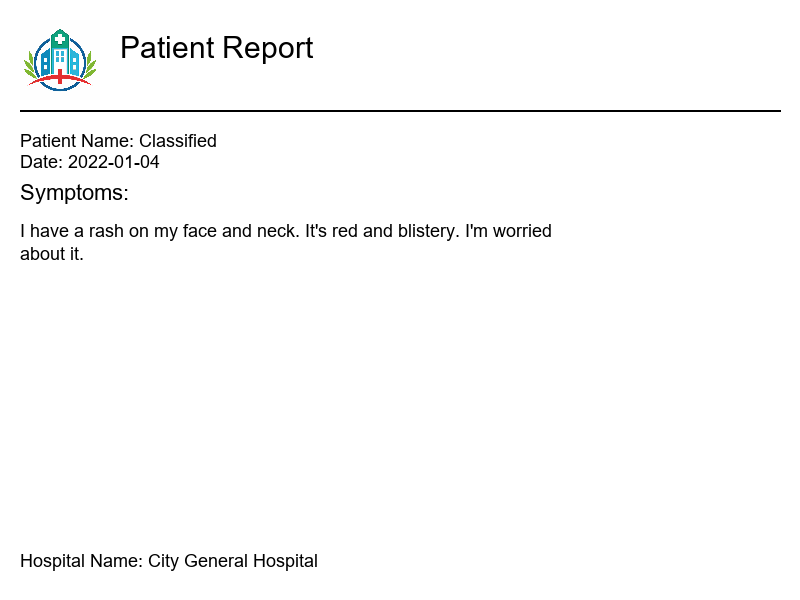 Patient Report
Patient Name: Classified
Date: 2022-01-04
Symptoms:
I have a rash on my face and neck. It's red and blistery. I'm worried
about it.
Hospital Name: City General Hospital